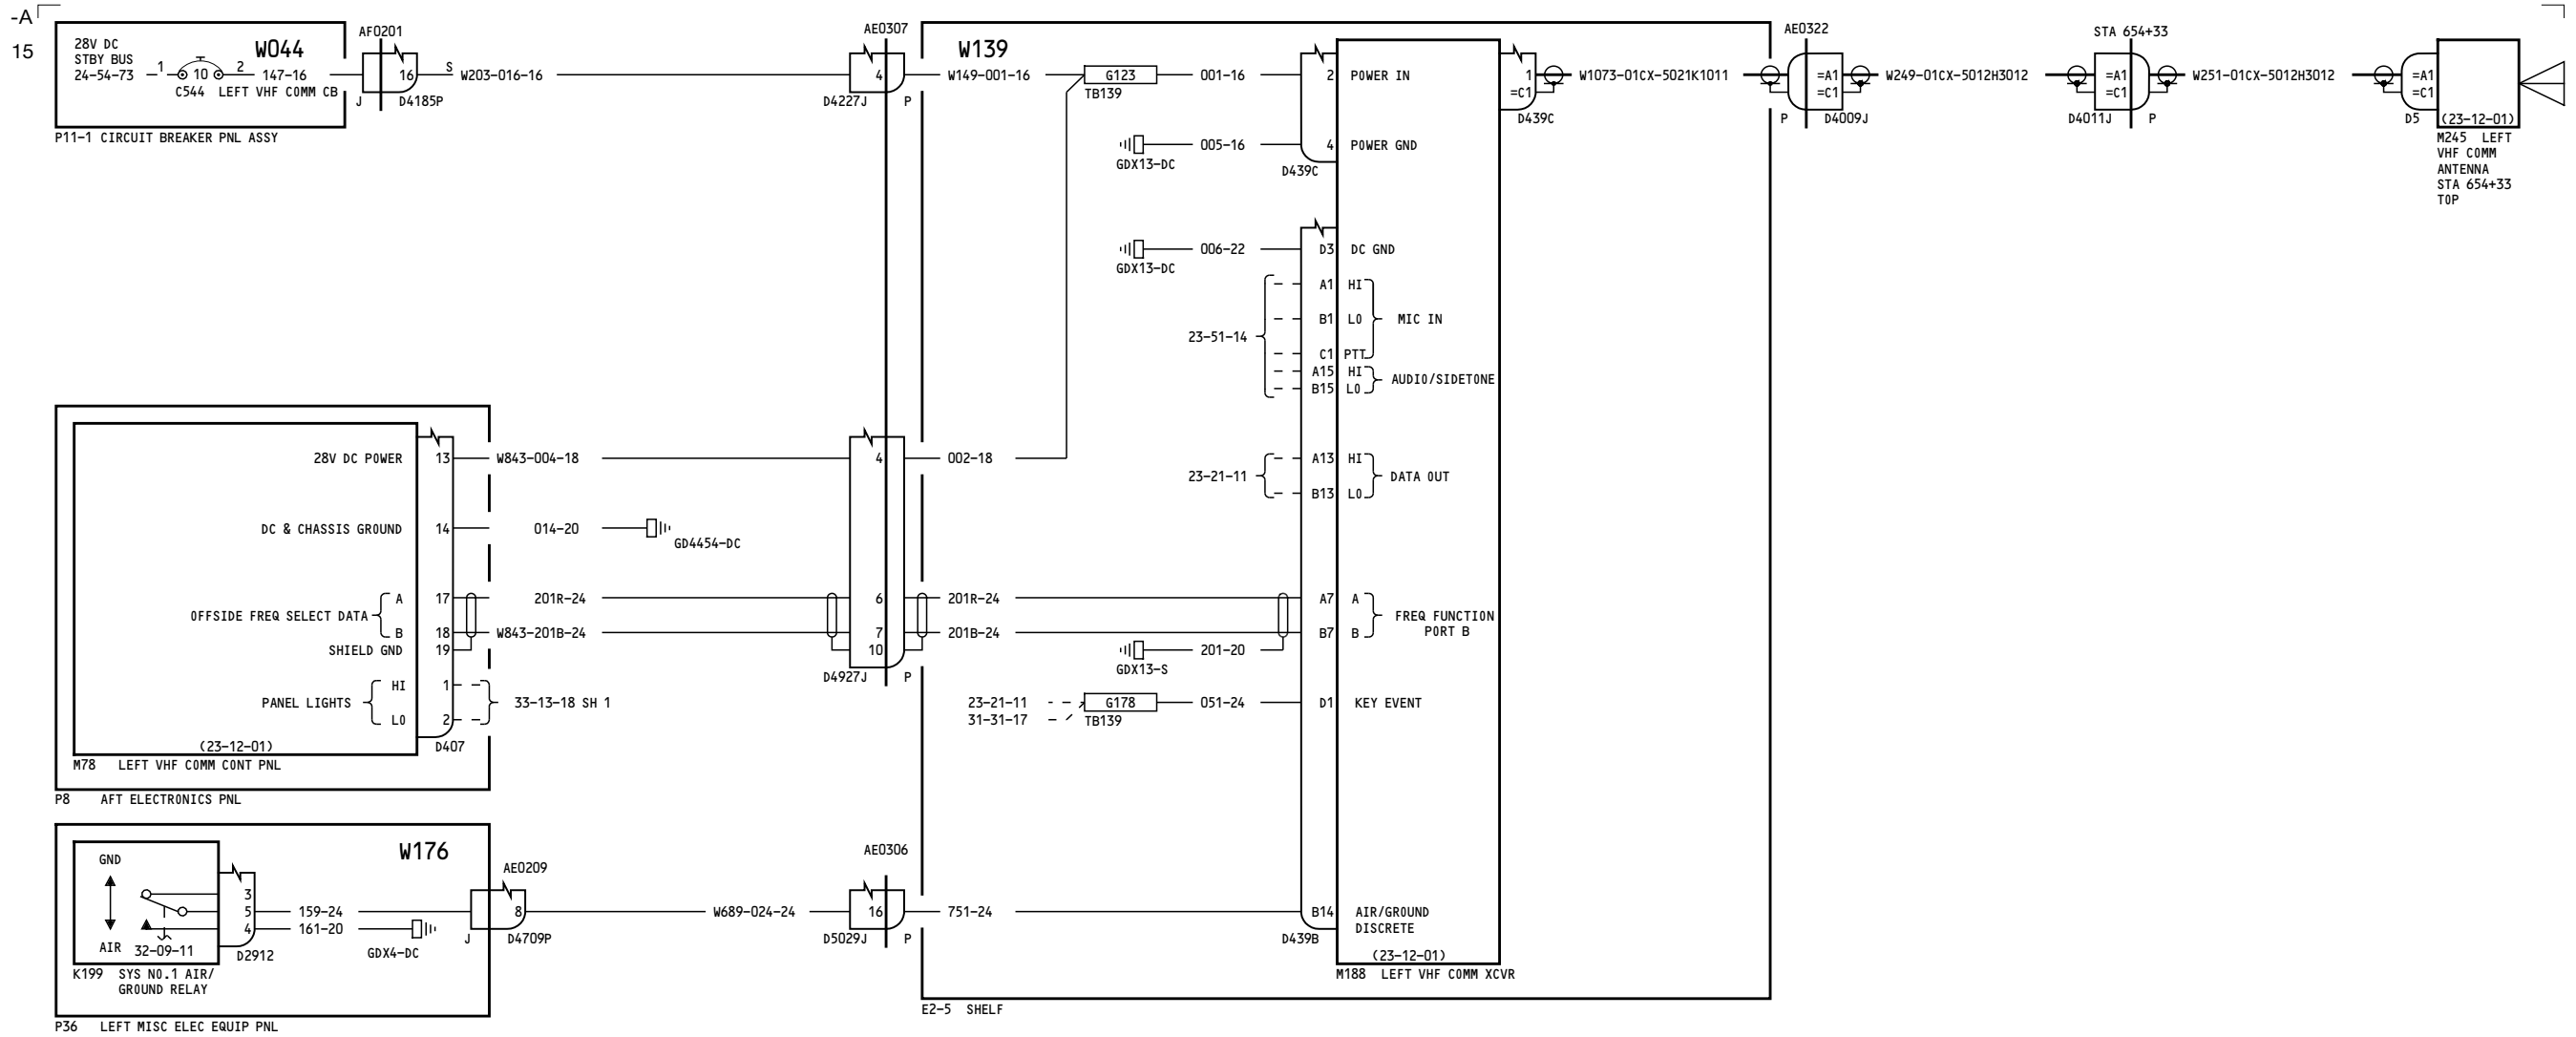 -A
15
28V DC
STBY BUS
24-54-73
1
10
2
W044
147-16
C544 LEFT VHF COMM CB
P11-1 CIRCUIT BREAKER PNL ASSY
AF0201
16
J
D4185P
S
W203-016-16
AE0307
4
D4227J
P
W139
W149-001-16
G123
TB139
001-16
2
POWER IN
GDX13-DC
005-16
4
POWER GND
D439C
1
=C1
D439C
W1073-01CX-5021K1011
AE0322
=A1
=C1
P
D4009J
W249-01CX-5012H3012
STA 654+33
=A1
=C1
D4011J
P
W251-01CX-5012H3012
=A1
=C1
D5
(23-12-01)
M245 LEFT
VHF COMM
ANTENNA
STA 654+33
TOP
GDX13-DC
006-22
D3
DC GND
23-51-14
A1 HI
B1 LO
MIC IN
C1 PTT
A15 HI
B15 LO
AUDIO/SIDETONE
23-21-11
A13 HI
B13 LO
DATA OUT
28V DC POWER
13
W843-004-18
4
002-18
DC & CHASSIS GROUND
14
014-20
GD4454-DC
OFFSIDE FREQ SELECT DATA
A
17
201R-24
6
201R-24
A7 A
B
18
W843-201B-24
7
201B-24
B7 B
FREQ FUNCTION
PORT B
SHIELD GND
19
10
D4927J
P
GDX13-S
201-20
PANEL LIGHTS
HI
1
LO
2
33-13-18 SH 1
(23-12-01)
D407
M78 LEFT VHF COMM CONT PNL
P8 AFT ELECTRONICS PNL
23-21-11
31-31-17
G178
TB139
051-24
D1
KEY EVENT
W176
GND
AIR
32-09-11
3
5
4
D2912
159-24
161-20
GDX4-DC
K199 SYS NO.1 AIR/
GROUND RELAY
P36 LEFT MISC ELEC EQUIP PNL
AE0209
8
J
D4709P
W689-024-24
AE0306
16
D5029J
P
751-24
B14
AIR/GROUND
DISCRETE
D439B
(23-12-01)
M188 LEFT VHF COMM XCVR
E2-5 SHELF